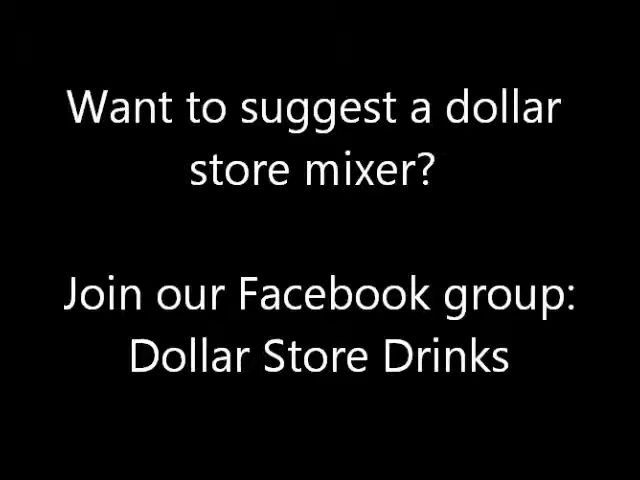 Want to suggest a dollar
store mixer?
Join our Facebook group:
Dollar Store Drinks